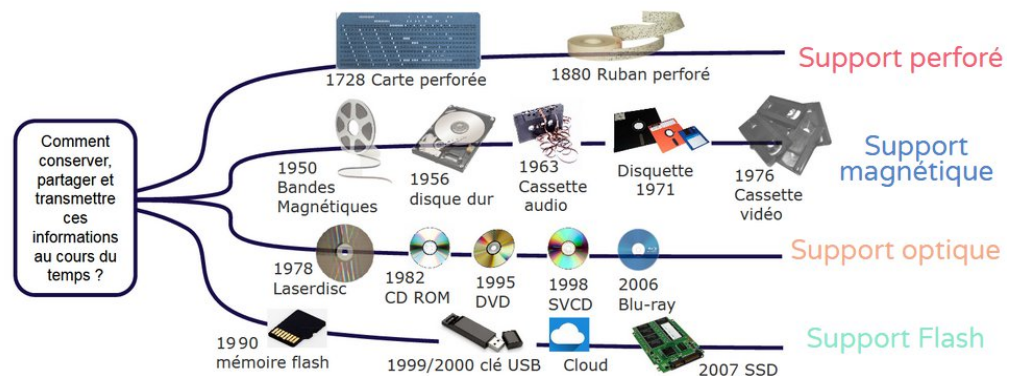 1728 Carte perforée
1880 Ruban perforé
Support perforé
Comment
conserver,
partager et
transmettre
ces
informations
au cours du
temps ?
1950
Bandes
Magnétiques
1956
disque dur
1963
Cassette
audio
Disquette
1971
1976
Cassette
vidéo
Support
magnétique
1978
Laserdisc
1982
CD ROM
1995
DVD
1998
SVCD
2006
Blu-ray
Support optique
1990
mémoire flash
1999/2000 clé USB
Cloud
2007 SSD
Support Flash